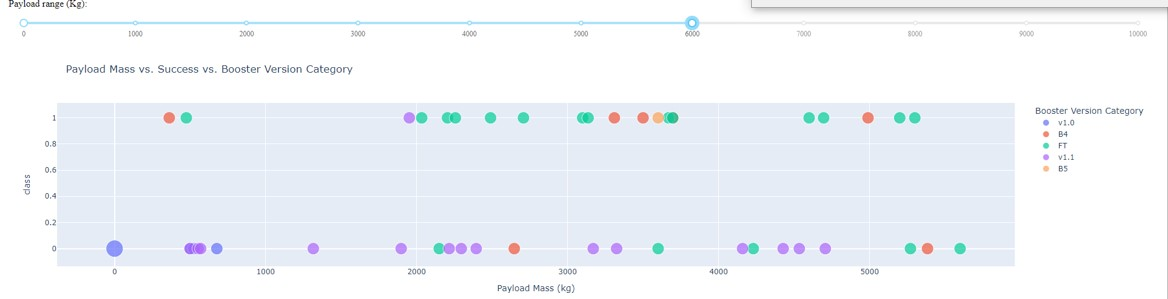 Payload range (Kg):
0 1000 2000 3000 4000 5000 6000 7000 8000 9000 10000
Payload Mass vs. Success vs. Booster Version Category
Booster Version Category
v1.0
B4
FT
v1.1
B5
1
0.8
0.6
0.4
0.2
0
class
0 1000 2000 3000 4000 5000
Payload Mass (kg)